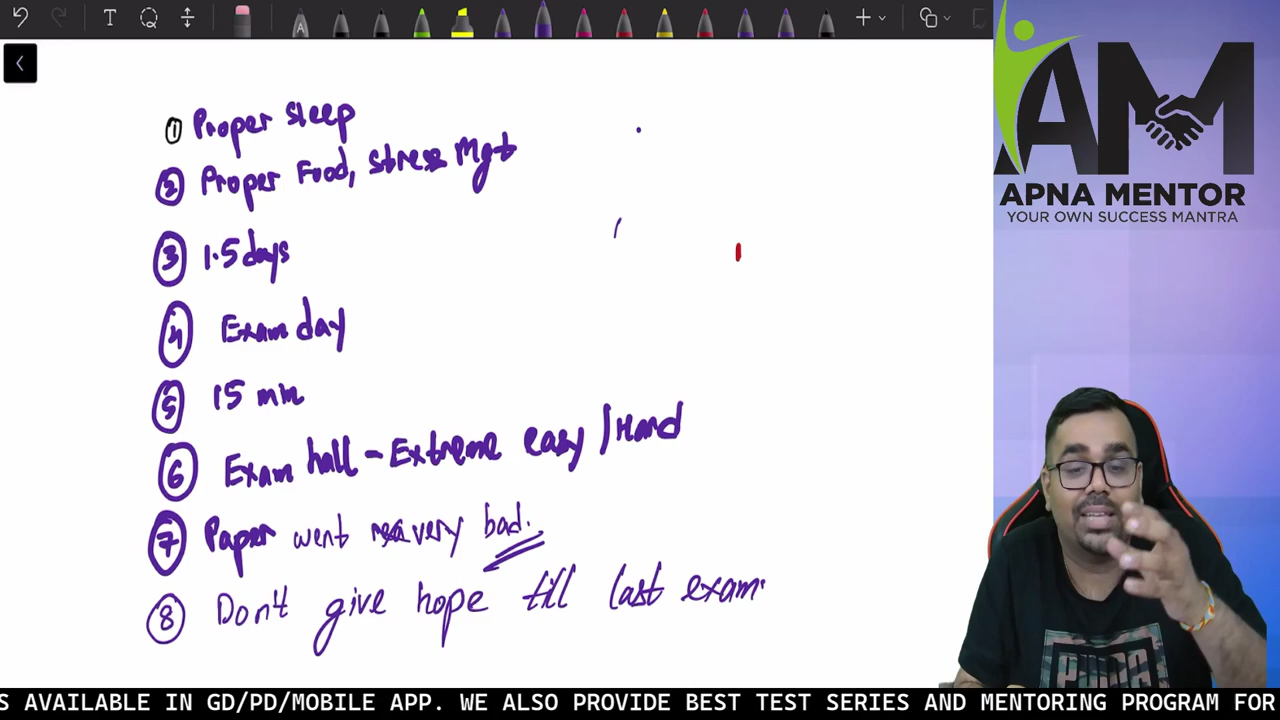 ① Proper sleep
② Proper Food, stress Mgt
③ 1.5 days
④ Exam day
⑤ 15 min
⑥ Exam hall - Extreme easy / Hard
⑦ Paper went very bad.
⑧ Don't give hope till last exam.
AM
APNA MENTOR
YOUR OWN SUCCESS MANTRA
S AVAILABLE IN GD/PD/MOBILE APP. WE ALSO PROVIDE BEST TEST SERIES AND MENTORING PROGRAM FOR